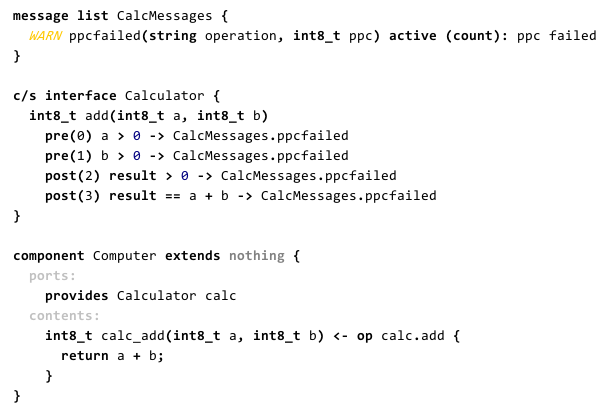 message list CalcMessages {
  WARN ppcfailed(string operation, int8_t ppc) active (count): ppc failed
}

c/s interface Calculator {
  int8_t add(int8_t a, int8_t b)
    pre(0) a > 0 -> CalcMessages.ppcfailed
    pre(1) b > 0 -> CalcMessages.ppcfailed
    post(2) result > 0 -> CalcMessages.ppcfailed
    post(3) result == a + b -> CalcMessages.ppcfailed
}

component Computer extends nothing {
  ports:
    provides Calculator calc
  contents:
    int8_t calc_add(int8_t a, int8_t b) <- op calc.add {
      return a + b;
    }
}